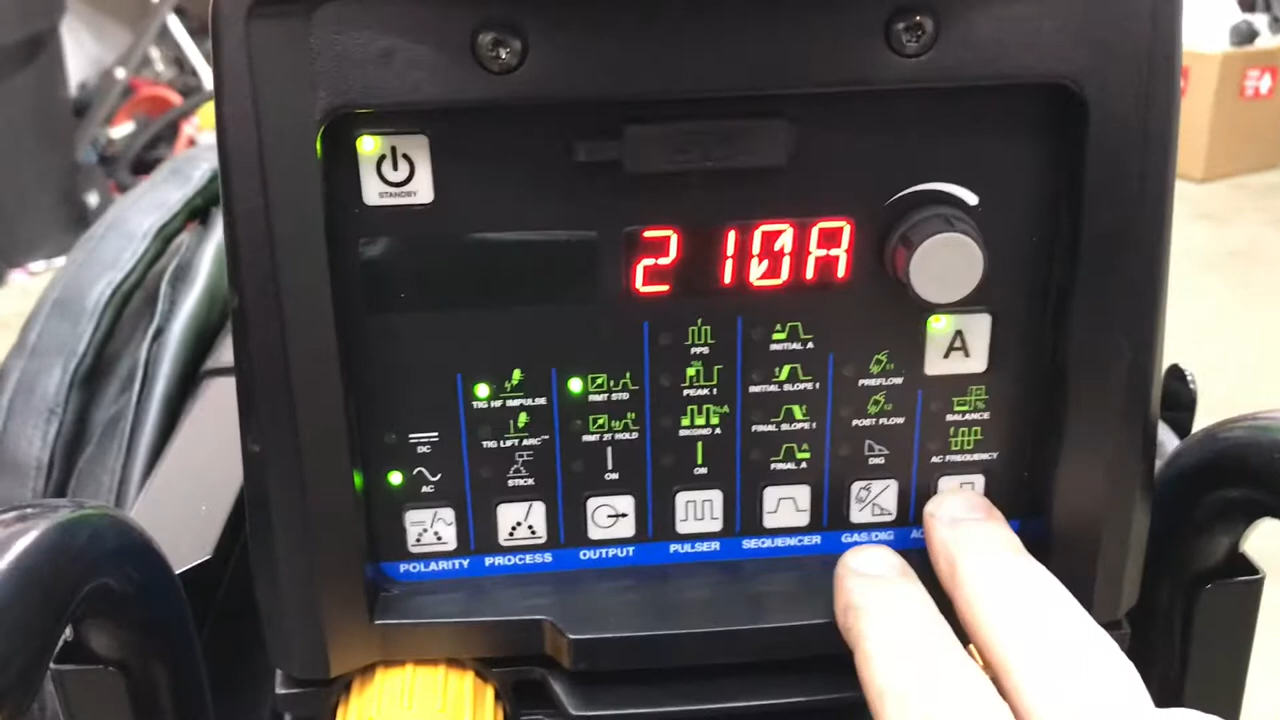 STANDBY
210A
A
PPS
PEAK t
BKGND A
ON
INITIAL A
INITIAL SLOPE t
FINAL SLOPE t
FINAL A
PREFLOW
POST FLOW
DIG
BALANCE
AC FREQUENCY
TIG HF IMPULSE
TIG LIFT ARC™
STICK
RMT STD
RMT 2T HOLD
ON
DC
AC
POLARITY
PROCESS
OUTPUT
PULSER
SEQUENCER
GAS/DIG